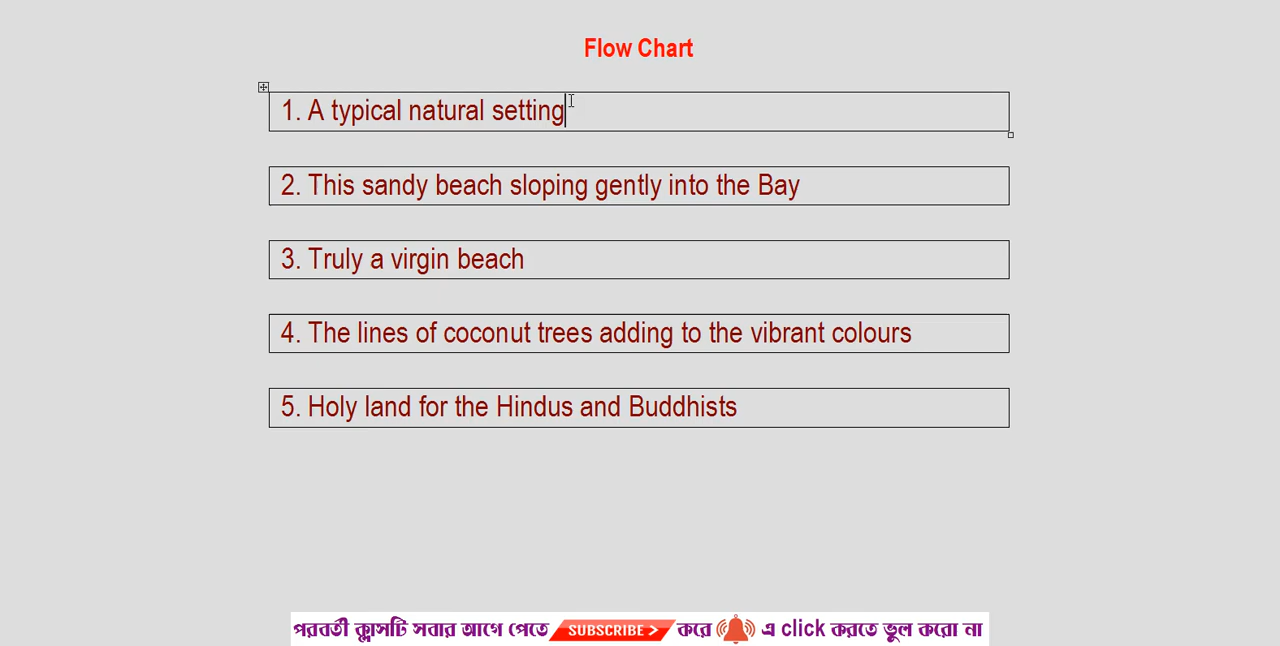 Flow Chart
1. A typical natural setting
2. This sandy beach sloping gently into the Bay
3. Truly a virgin beach
4. The lines of coconut trees adding to the vibrant colours
5. Holy land for the Hindus and Buddhists
পরবর্তী ক্লাসটি সবার আগে পেতে SUBSCRIBE > করে এ click করতে ভুল করো না